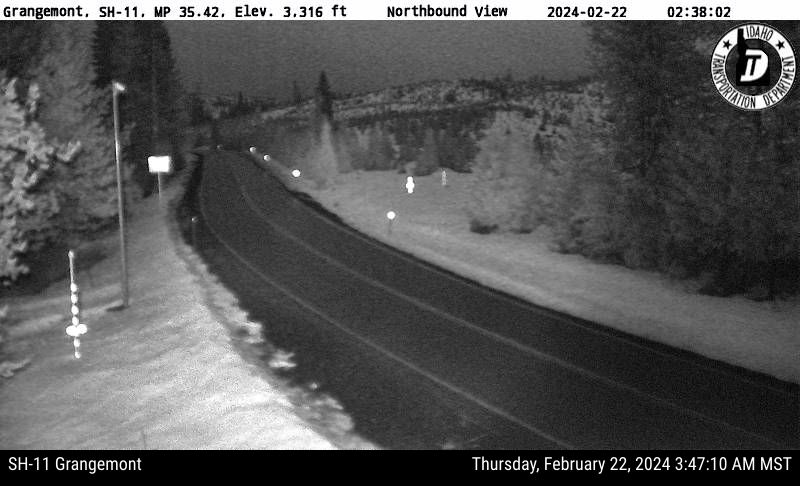 Grangemont, SH-11, MP 35.42, Elev. 3,316 ft Northbound View 2024-02-22 02:38:02
IDAHO
TRANSPORTATION DEPARTMENT
SH-11 Grangemont Thursday, February 22, 2024 3:47:10 AM MST